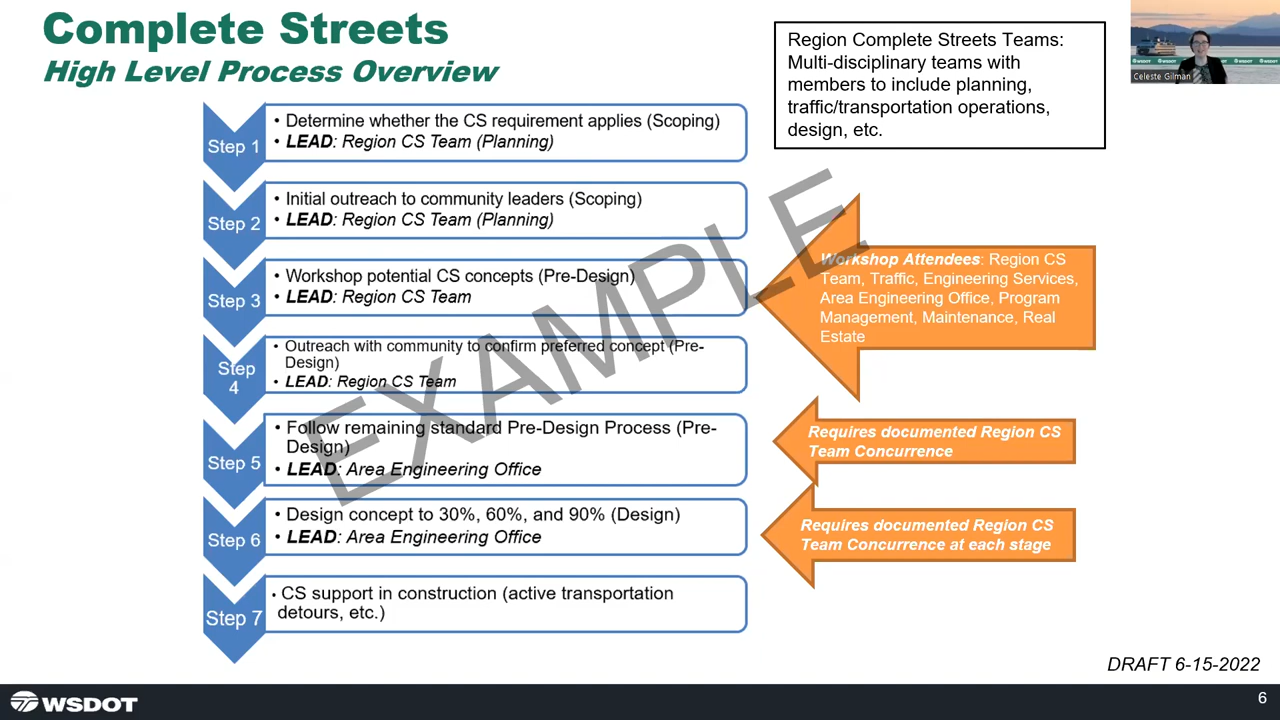 Complete Streets
High Level Process Overview
Region Complete Streets Teams:
Multi-disciplinary teams with
members to include planning,
traffic/transportation operations,
design, etc.
WSDOT
WSDOT
WSDOT
Celeste Gilman
Step 1
• Determine whether the CS requirement applies (Scoping)
• LEAD: Region CS Team (Planning)
Step 2
• Initial outreach to community leaders (Scoping)
• LEAD: Region CS Team (Planning)
Step 3
• Workshop potential CS concepts (Pre-Design)
• LEAD: Region CS Team
Workshop Attendees: Region CS
Team, Traffic, Engineering Services,
Area Engineering Office, Program
Management, Maintenance, Real
Estate
Step
4
• Outreach with community to confirm preferred concept (Pre-
Design)
• LEAD: Region CS Team
Step 5
• Follow remaining standard Pre-Design Process (Pre-
Design)
• LEAD: Area Engineering Office
Requires documented Region CS
Team Concurrence
Step 6
• Design concept to 30%, 60%, and 90% (Design)
• LEAD: Area Engineering Office
Requires documented Region CS
Team Concurrence at each stage
Step 7
• CS support in construction (active transportation
detours, etc.)
EXAMPLE
DRAFT 6-15-2022
WSDOT
6